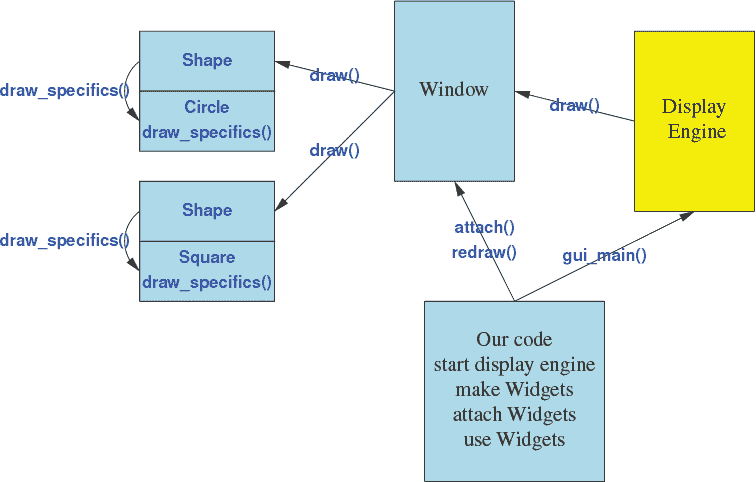 Shape
draw_specifics()
Circle
draw_specifics()
draw()
Window
draw()
Display
Engine
draw()
Shape
draw_specifics()
Square
draw_specifics()
attach()
redraw()
gui_main()
Our code
start display engine
make Widgets
attach Widgets
use Widgets